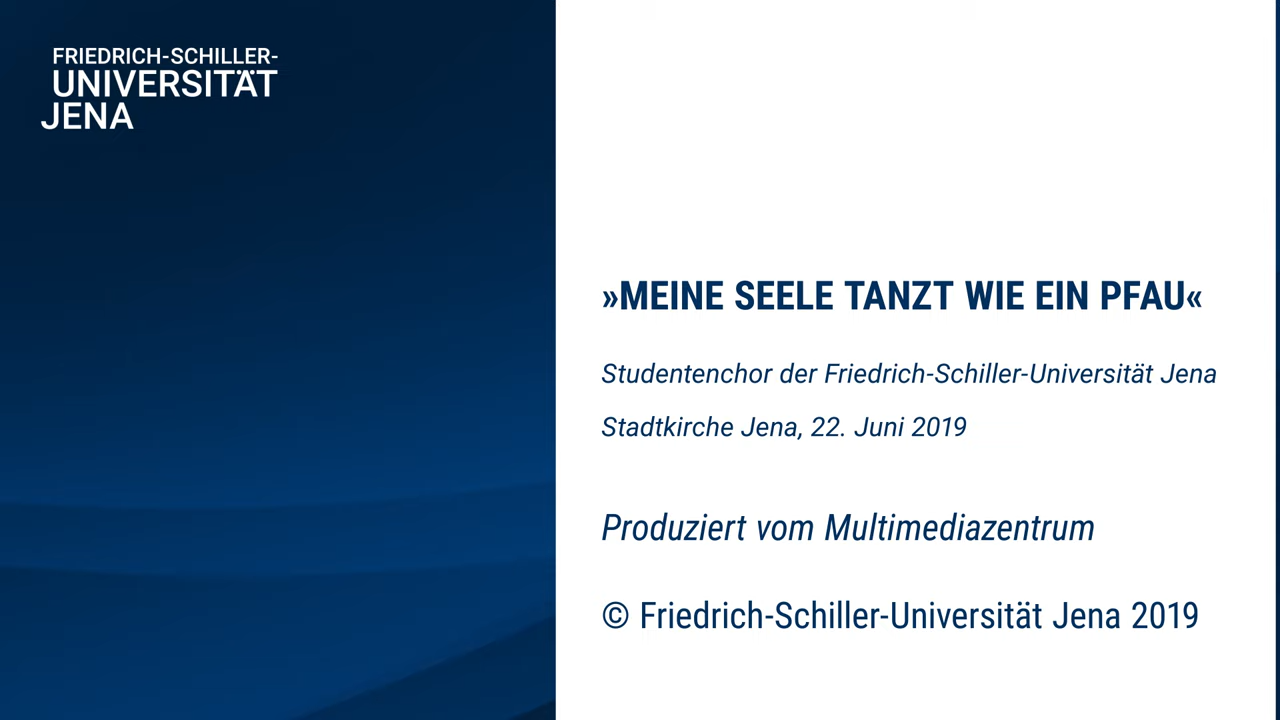 FRIEDRICH-SCHILLER-
UNIVERSITÄT
JENA
»MEINE SEELE TANZT WIE EIN PFAU«
Studentenchor der Friedrich-Schiller-Universität Jena
Stadtkirche Jena, 22. Juni 2019
Produziert vom Multimediazentrum
© Friedrich-Schiller-Universität Jena 2019